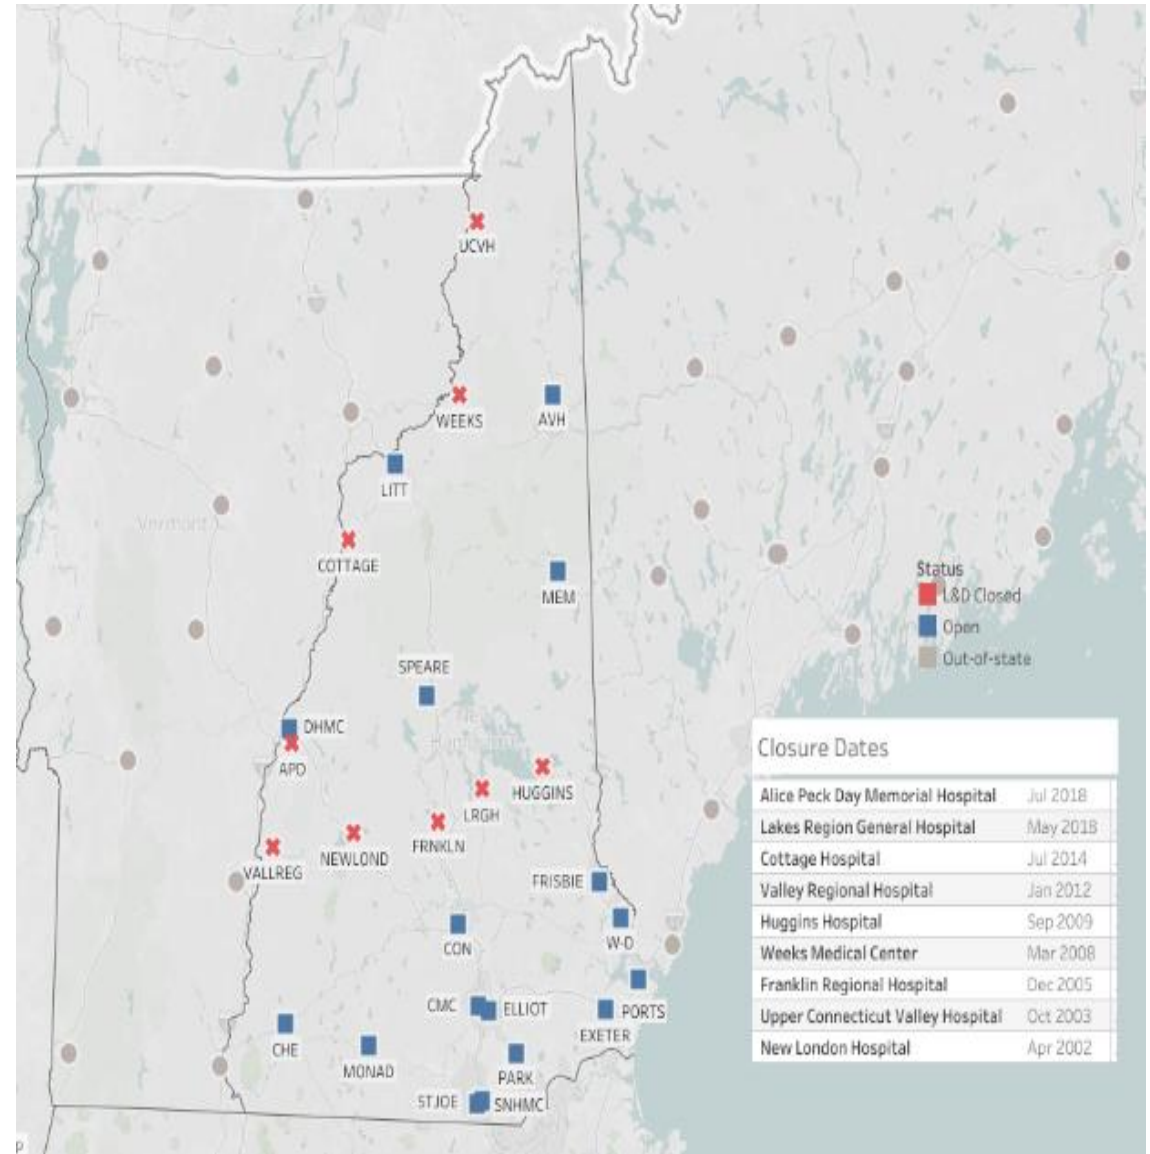 UCVH
WEEKS
AVH
LITT
Vermont
COTTAGE
MEM
Status
L&D Closed
Open
Out-of-state
SPEARE
DHMC
APD
HUGGINS
LRGH
FRNKLN
NEWLOND
VALLREG
FRISBIE
W-D
CON
CMC
ELLIOT
PORTS
EXETER
CHE
MONAD
PARK
STJOE
SNHMC
Closure Dates
Alice Peck Day Memorial Hospital Jul 2018
Lakes Region General Hospital May 2018
Cottage Hospital Jul 2014
Valley Regional Hospital Jan 2012
Huggins Hospital Sep 2009
Weeks Medical Center Mar 2008
Franklin Regional Hospital Dec 2005
Upper Connecticut Valley Hospital Oct 2003
New London Hospital Apr 2002